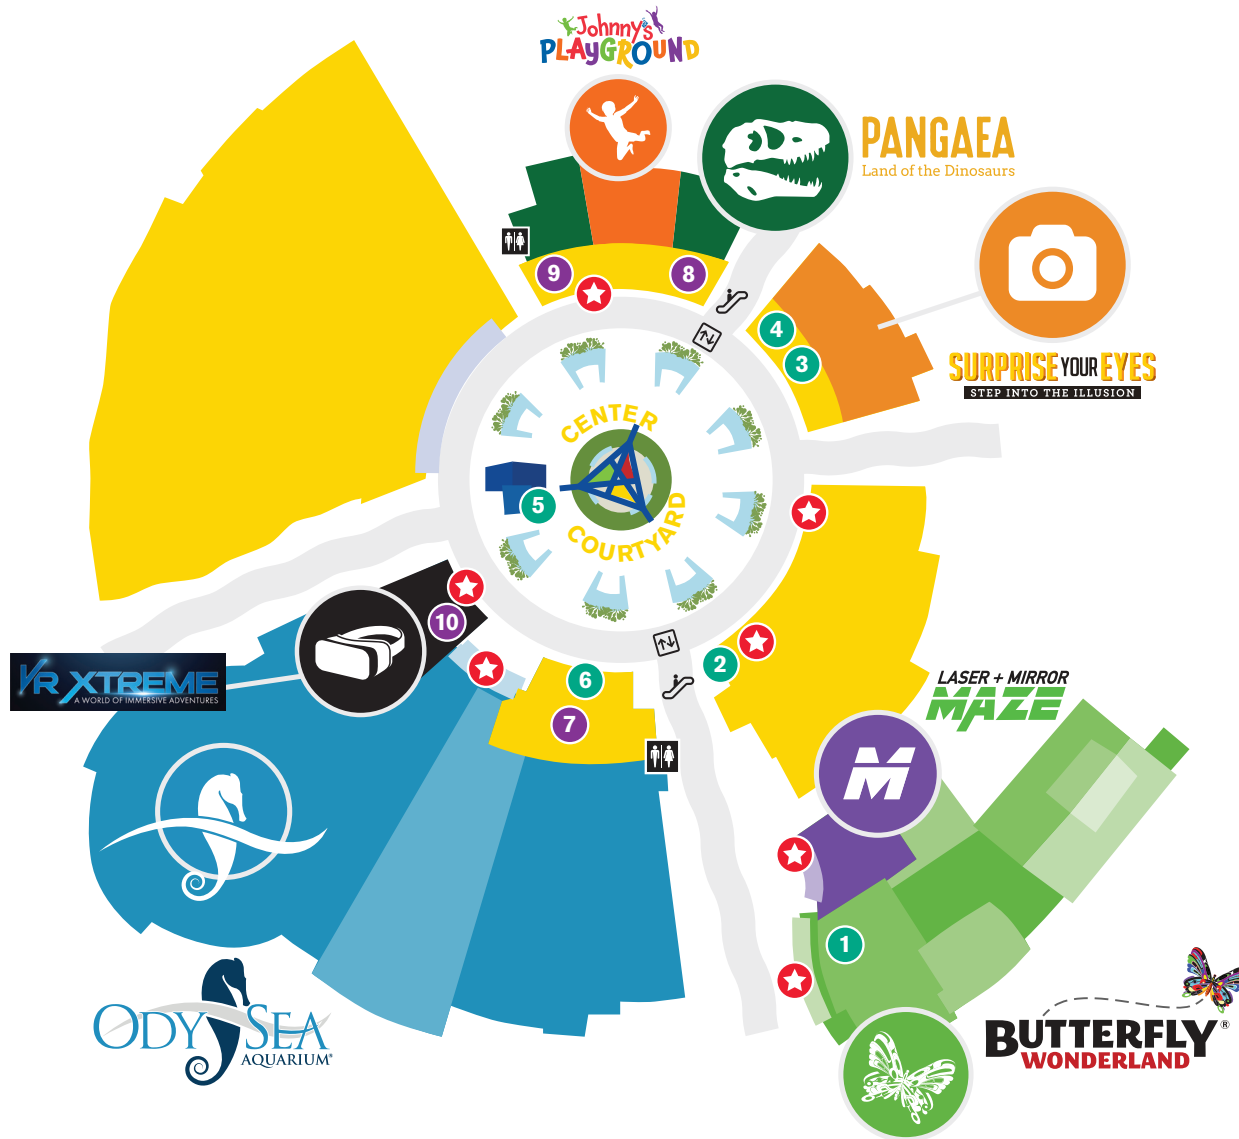 Johnny's
PLAYGROUND
PANGAEA
Land of the Dinosaurs
9
8
4
3
SURPRISE YOUR EYES
STEP INTO THE ILLUSION
CENTER
COURTYARD
5
10
2
6
7
VR XTREME
A WORLD OF IMMERSIVE ADVENTURES
LASER + MIRROR
MAZE
M
1
ODYSEA
AQUARIUM®
BUTTERFLY®
WONDERLAND